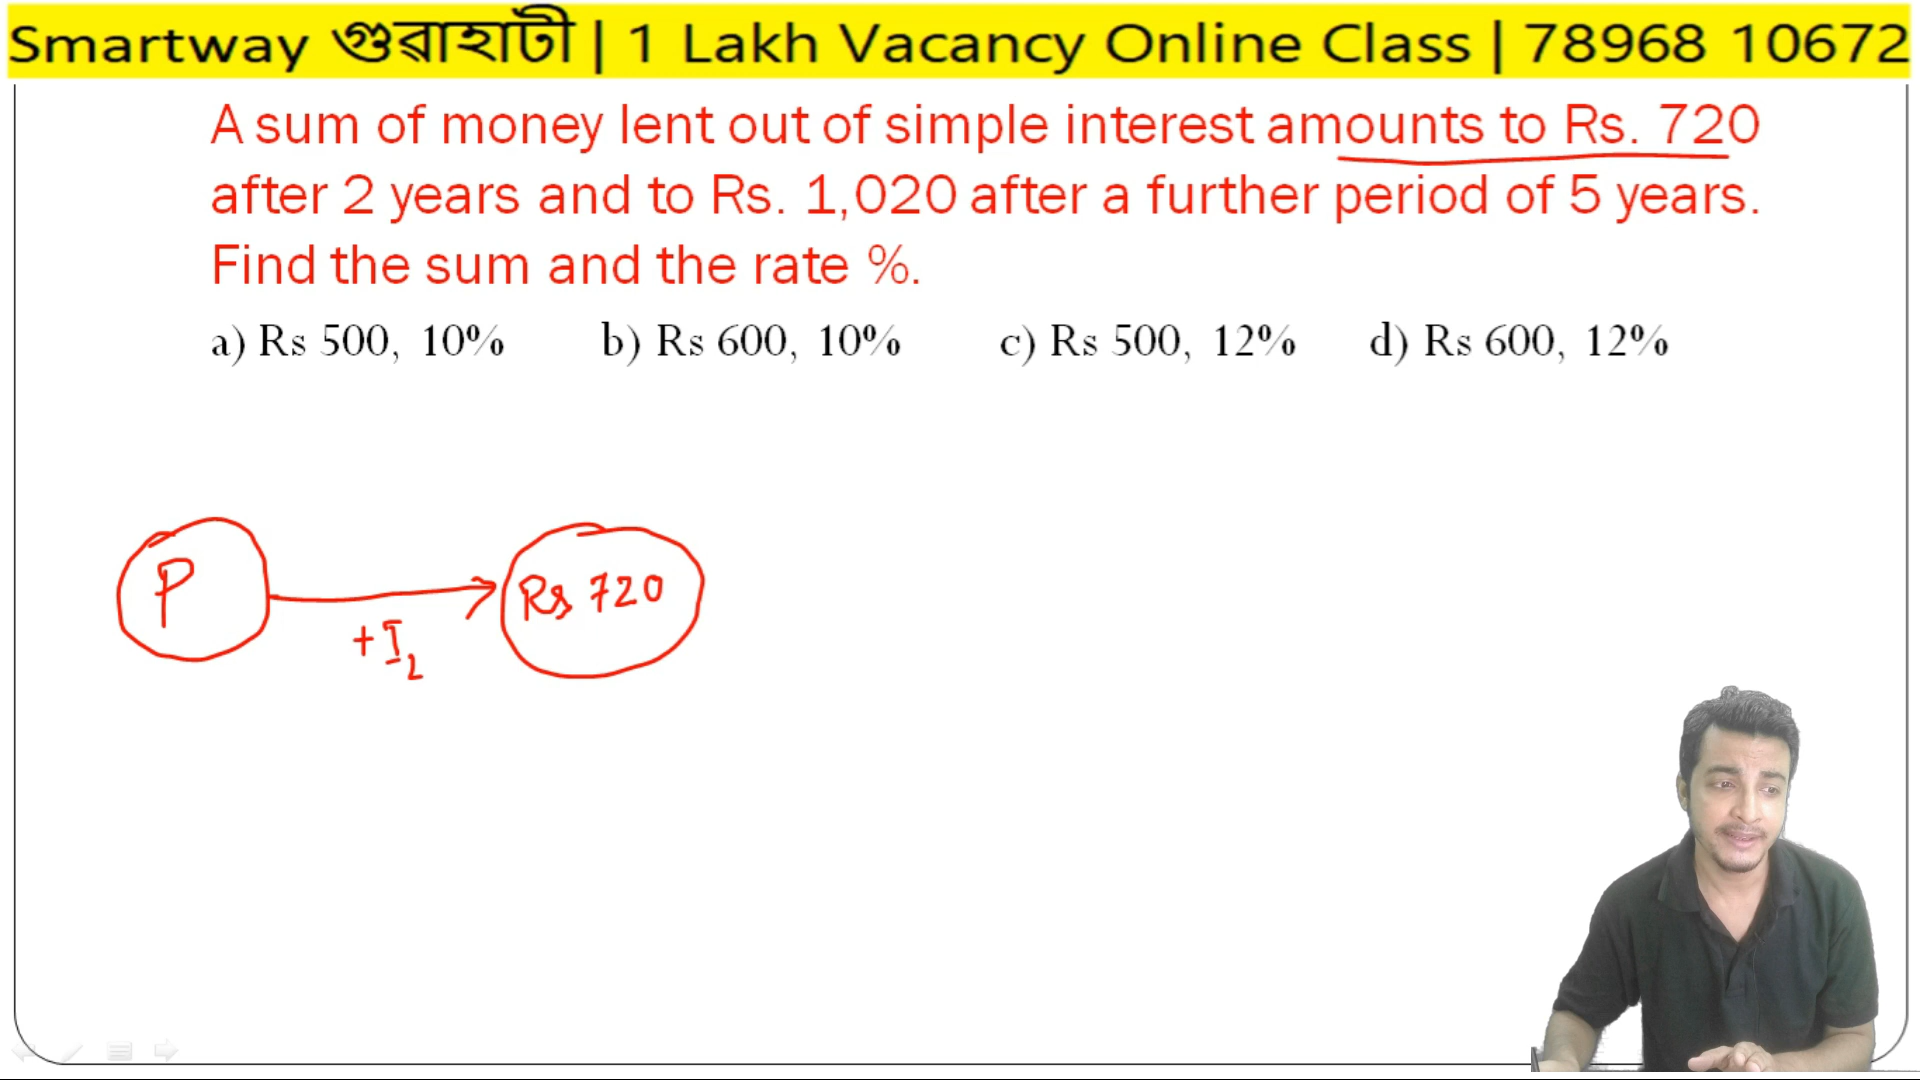 Smartway গুৱাহাটী | 1 Lakh Vacancy Online Class | 78968 10672
A sum of money lent out of simple interest amounts to Rs. 720
after 2 years and to Rs. 1,020 after a further period of 5 years.
Find the sum and the rate %.
a) Rs 500, 10% b) Rs 600, 10% c) Rs 500, 12% d) Rs 600, 12%
P
+ I₂
Rs 720